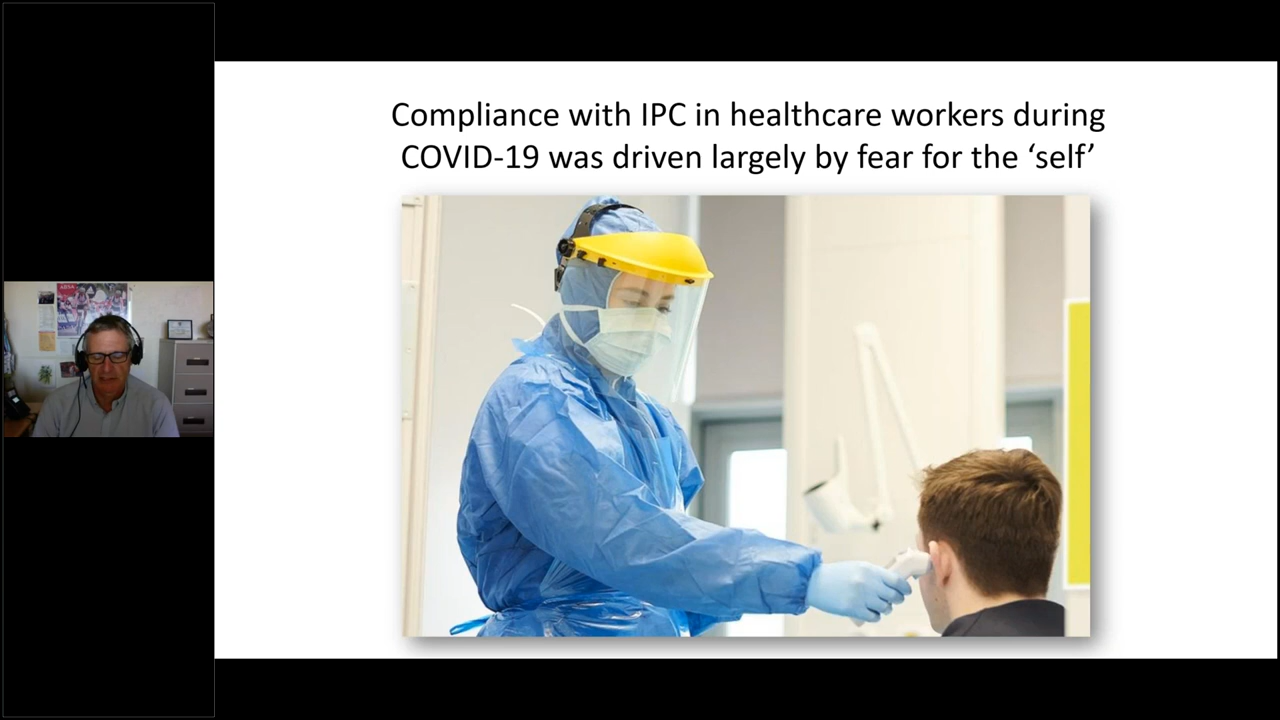 Compliance with IPC in healthcare workers during
COVID-19 was driven largely by fear for the ‘self’